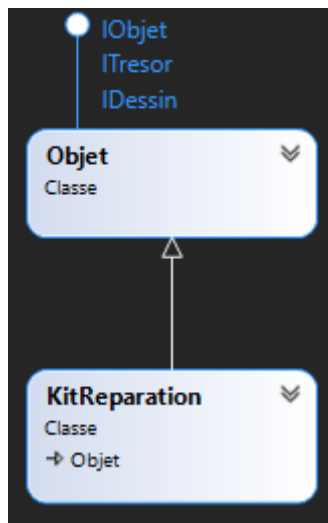 IObjet
ITresor
IDessin
Objet
Classe
KitReparation
Classe
Objet